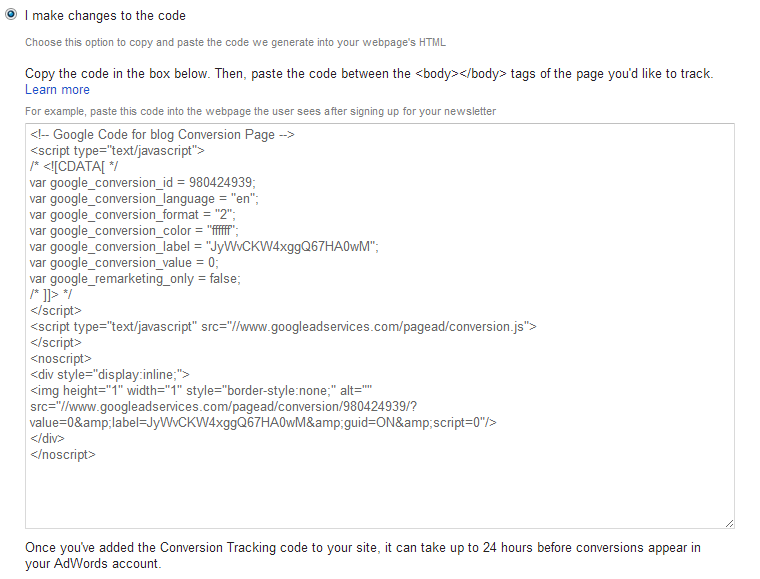 I make changes to the code
Choose this option to copy and paste the code we generate into your webpage's HTML
Copy the code in the box below. Then, paste the code between the <body></body> tags of the page you'd like to track.
Learn more
For example, paste this code into the webpage the user sees after signing up for your newsletter
<!-- Google Code for blog Conversion Page -->
<script type="text/javascript">
/* <![CDATA[ */
var google_conversion_id = 980424939;
var google_conversion_language = "en";
var google_conversion_format = "2";
var google_conversion_color = "ffffff";
var google_conversion_label = "JyWvCKW4xggQ67HA0wM";
var google_conversion_value = 0;
var google_remarketing_only = false;
/* ]]> */
</script>
<script type="text/javascript" src="//www.googleadservices.com/pagead/conversion.js">
</script>
<noscript>
<div style="display:inline;">
<img height="1" width="1" style="border-style:none;" alt=""
src="//www.googleadservices.com/pagead/conversion/980424939/?
value=0&amp;label=JyWvCKW4xggQ67HA0wM&amp;guid=ON&amp;script=0"/>
</div>
</noscript>
Once you've added the Conversion Tracking code to your site, it can take up to 24 hours before conversions appear in
your AdWords account.